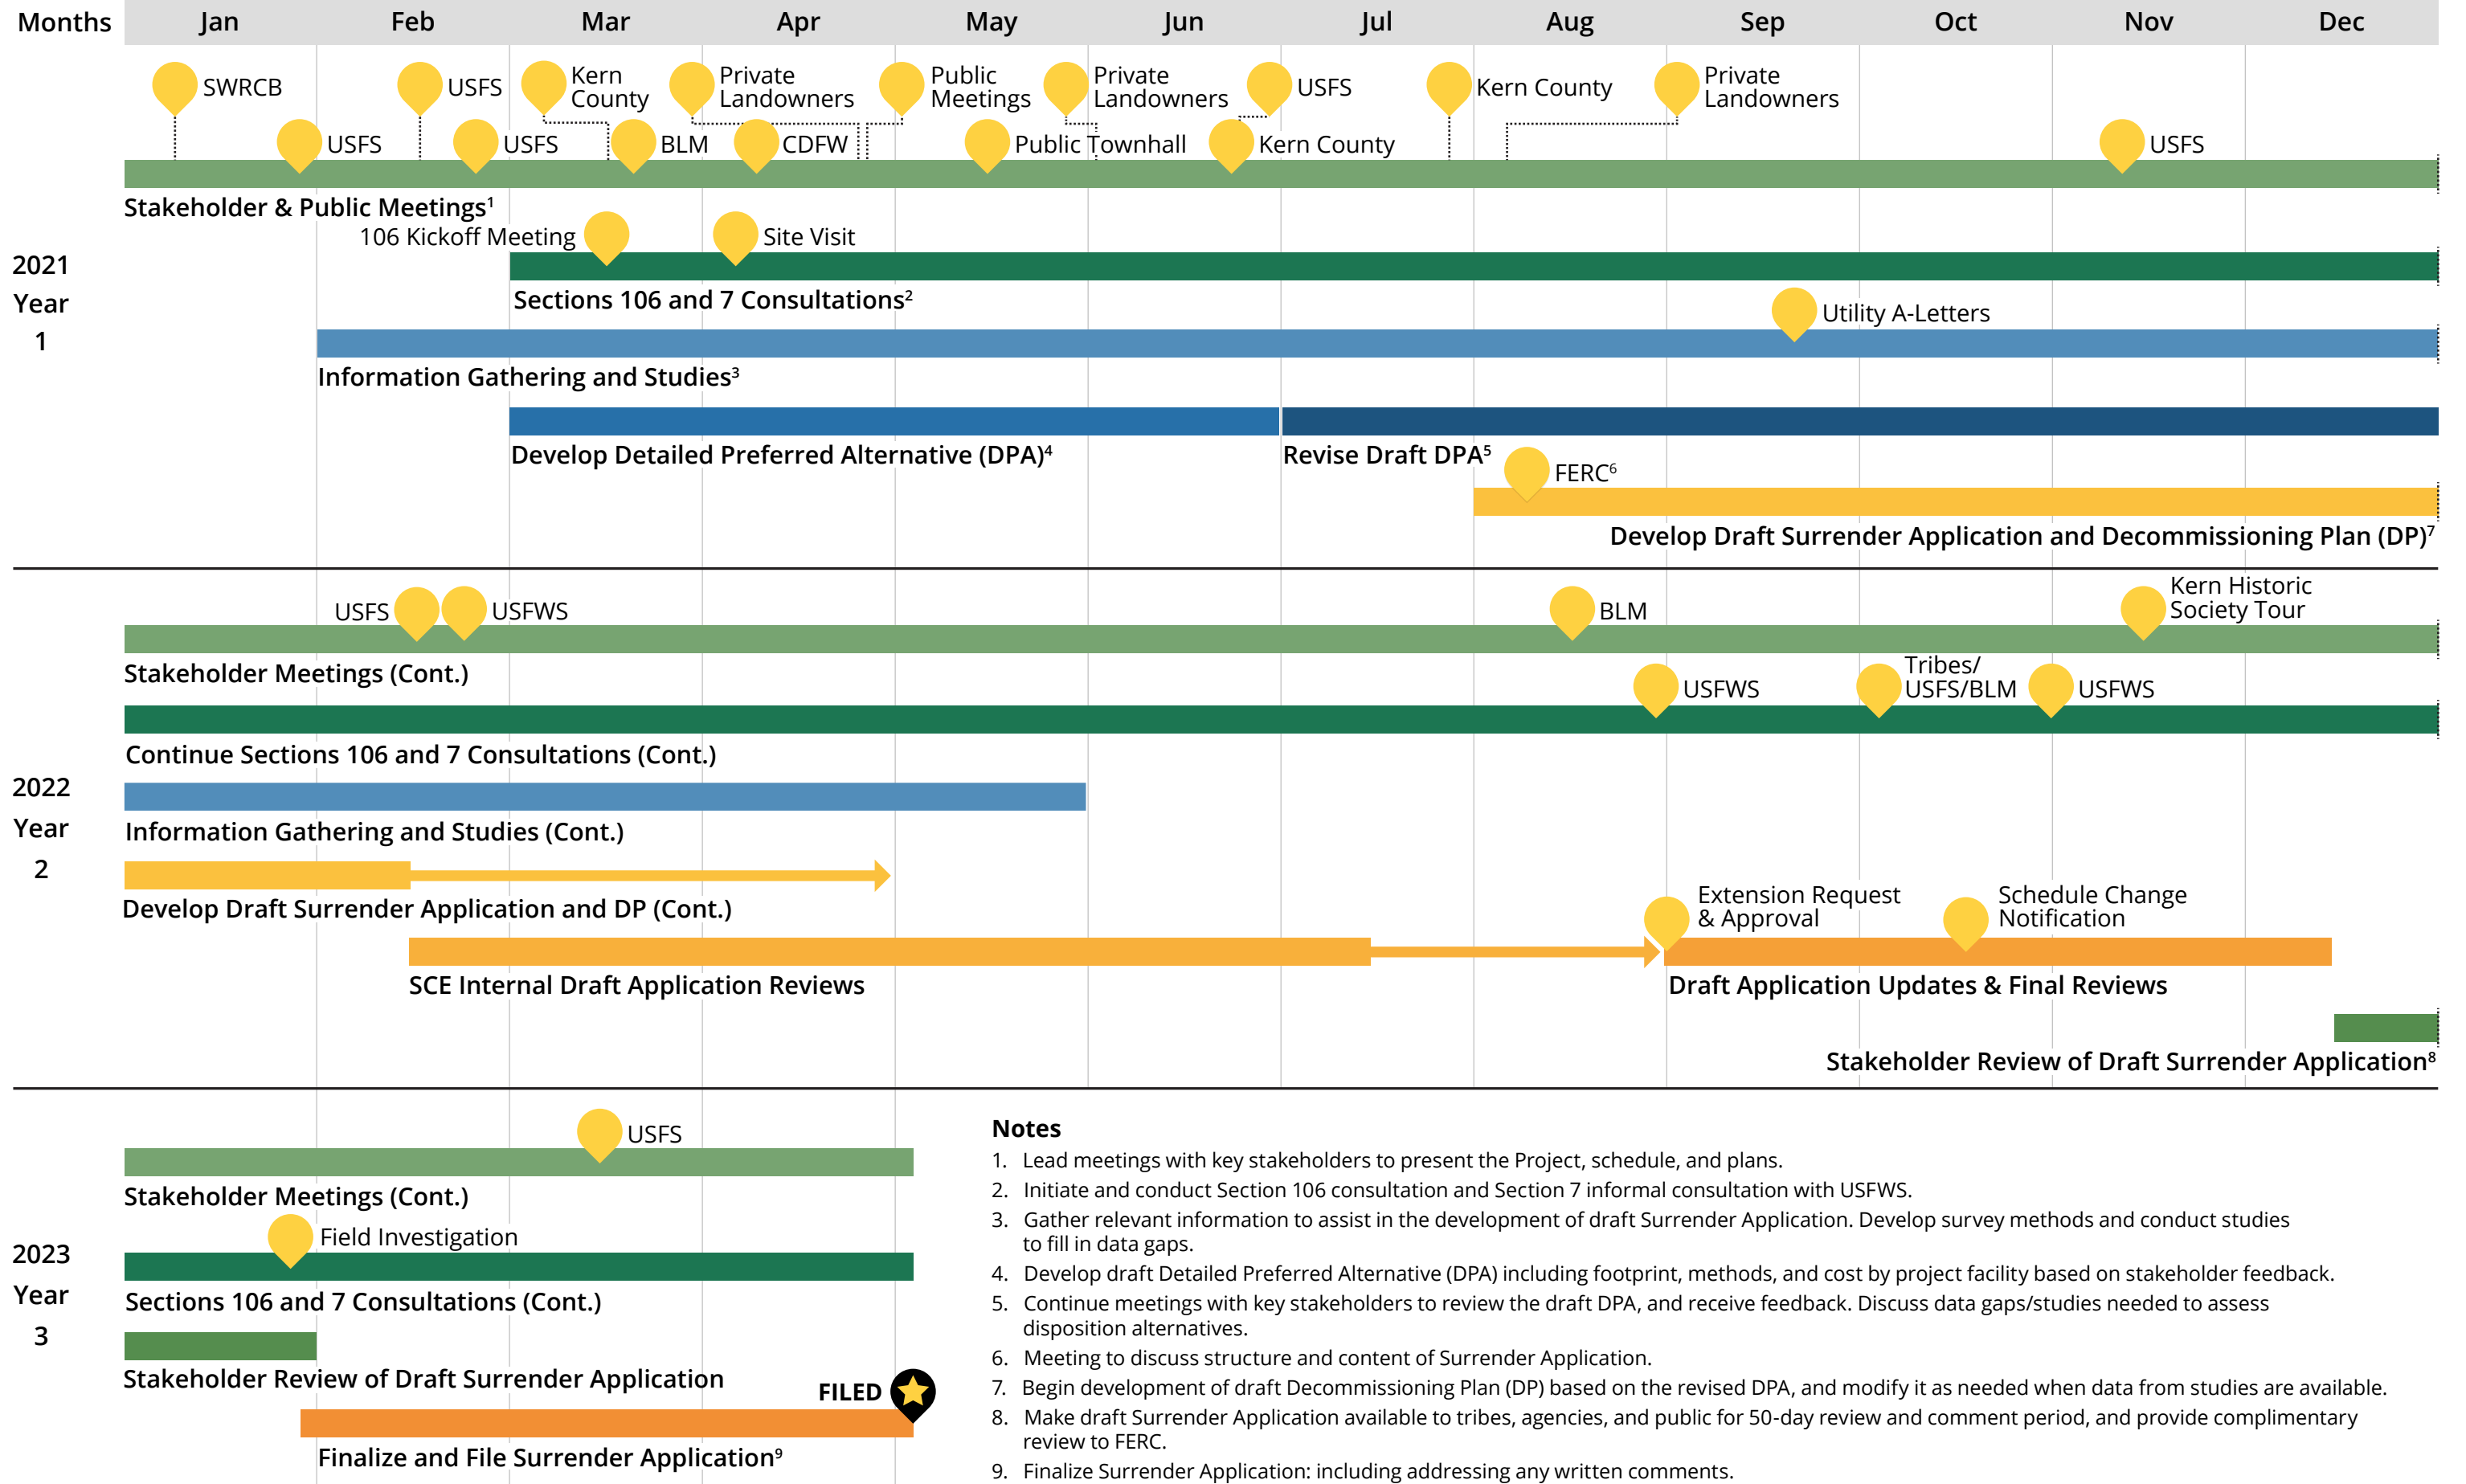 Months Jan Feb Mar Apr May Jun Jul Aug Sep Oct Nov Dec
SWRCB
USFS
Kern
County
Private
Landowners
Public
Meetings
Private
Landowners
USFS
Kern County
Private
Landowners
USFS
USFS
BLM
CDFW
Public Townhall
Kern County
USFS
Stakeholder & Public Meetings¹
106 Kickoff Meeting
Site Visit
2021
Year
1
Sections 106 and 7 Consultations²
Utility A-Letters
Information Gathering and Studies³
Develop Detailed Preferred Alternative (DPA)⁴
Revise Draft DPA⁵
FERC⁶
Develop Draft Surrender Application and Decommissioning Plan (DP)⁷
USFS
USFWS
BLM
Kern Historic
Society Tour
Stakeholder Meetings (Cont.)
USFWS
Tribes/
USFS/BLM
USFWS
Continue Sections 106 and 7 Consultations (Cont.)
2022
Year
2
Information Gathering and Studies (Cont.)
Develop Draft Surrender Application and DP (Cont.)
Extension Request
& Approval
Schedule Change
Notification
SCE Internal Draft Application Reviews
Draft Application Updates & Final Reviews
Stakeholder Review of Draft Surrender Application⁸
USFS
Stakeholder Meetings (Cont.)
Field Investigation
2023
Year
3
Sections 106 and 7 Consultations (Cont.)
Stakeholder Review of Draft Surrender Application
FILED
Finalize and File Surrender Application⁹
Notes
1. Lead meetings with key stakeholders to present the Project, schedule, and plans.
2. Initiate and conduct Section 106 consultation and Section 7 informal consultation with USFWS.
3. Gather relevant information to assist in the development of draft Surrender Application. Develop survey methods and conduct studies
to fill in data gaps.
4. Develop draft Detailed Preferred Alternative (DPA) including footprint, methods, and cost by project facility based on stakeholder feedback.
5. Continue meetings with key stakeholders to review the draft DPA, and receive feedback. Discuss data gaps/studies needed to assess
disposition alternatives.
6. Meeting to discuss structure and content of Surrender Application.
7. Begin development of draft Decommissioning Plan (DP) based on the revised DPA, and modify it as needed when data from studies are available.
8. Make draft Surrender Application available to tribes, agencies, and public for 50-day review and comment period, and provide complimentary
review to FERC.
9. Finalize Surrender Application: including addressing any written comments.